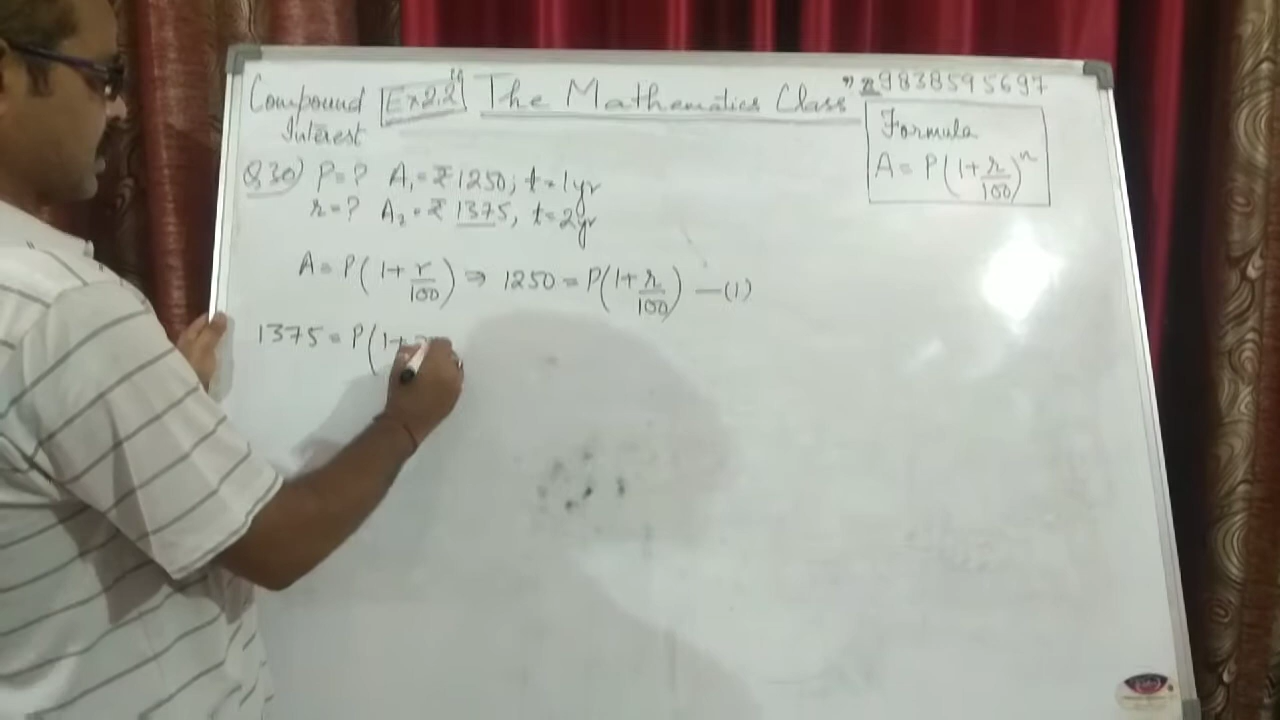 Compound Ex 2.2 The Mathematics Class 9838595697
Interest
Formula
A = P(1+r/100)^n
Q30) P=? A₁=₹1250; t=1yr
r=? A₂=₹1375, t=2yr
A=P(1+r/100) ⇒ 1250=P(1+r/100) —(1)
1375=P(1+